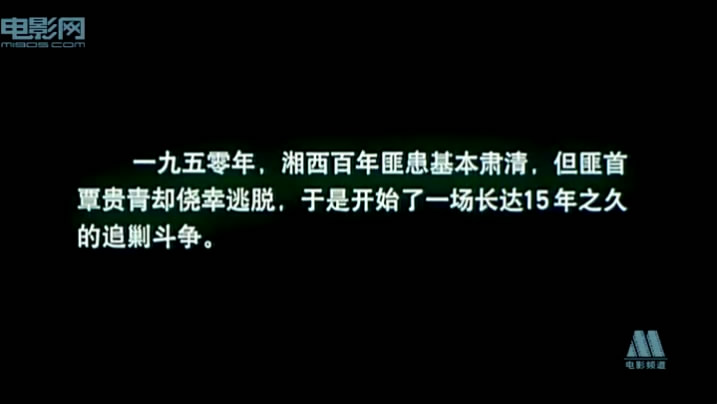 电影网
m1905.com
一九五零年，湘西百年匪患基本肃清，但匪首
覃贵青却侥幸逃脱，于是开始了一场长达15年之久
的追剿斗争。
电影频道